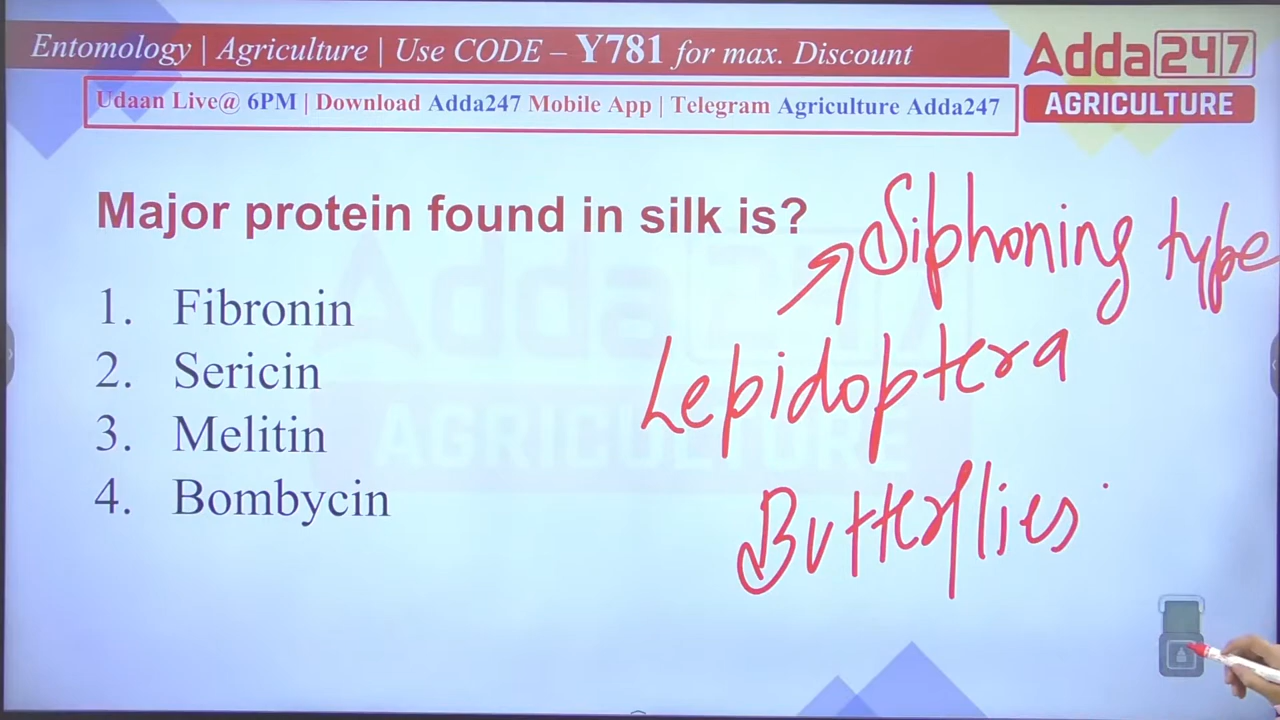 Entomology | Agriculture | Use CODE – Y781 for max. Discount
Adda247
AGRICULTURE
Udaan Live@ 6PM | Download Adda247 Mobile App | Telegram Agriculture Adda247
Major protein found in silk is?
Siphoning type
1. Fibronin
Lepidoptera
2. Sericin
3. Melitin
4. Bombycin
Butterflies
Adda247
AGRICULTURE